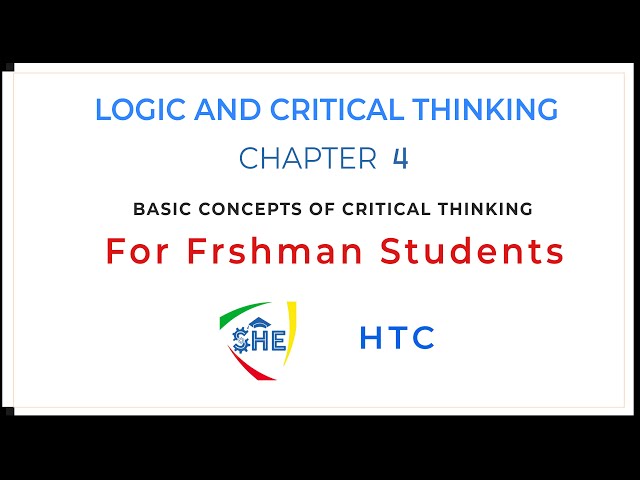 LOGIC AND CRITICAL THINKING
CHAPTER 4
BASIC CONCEPTS OF CRITICAL THINKING
For Frshman Students
SHE HTC